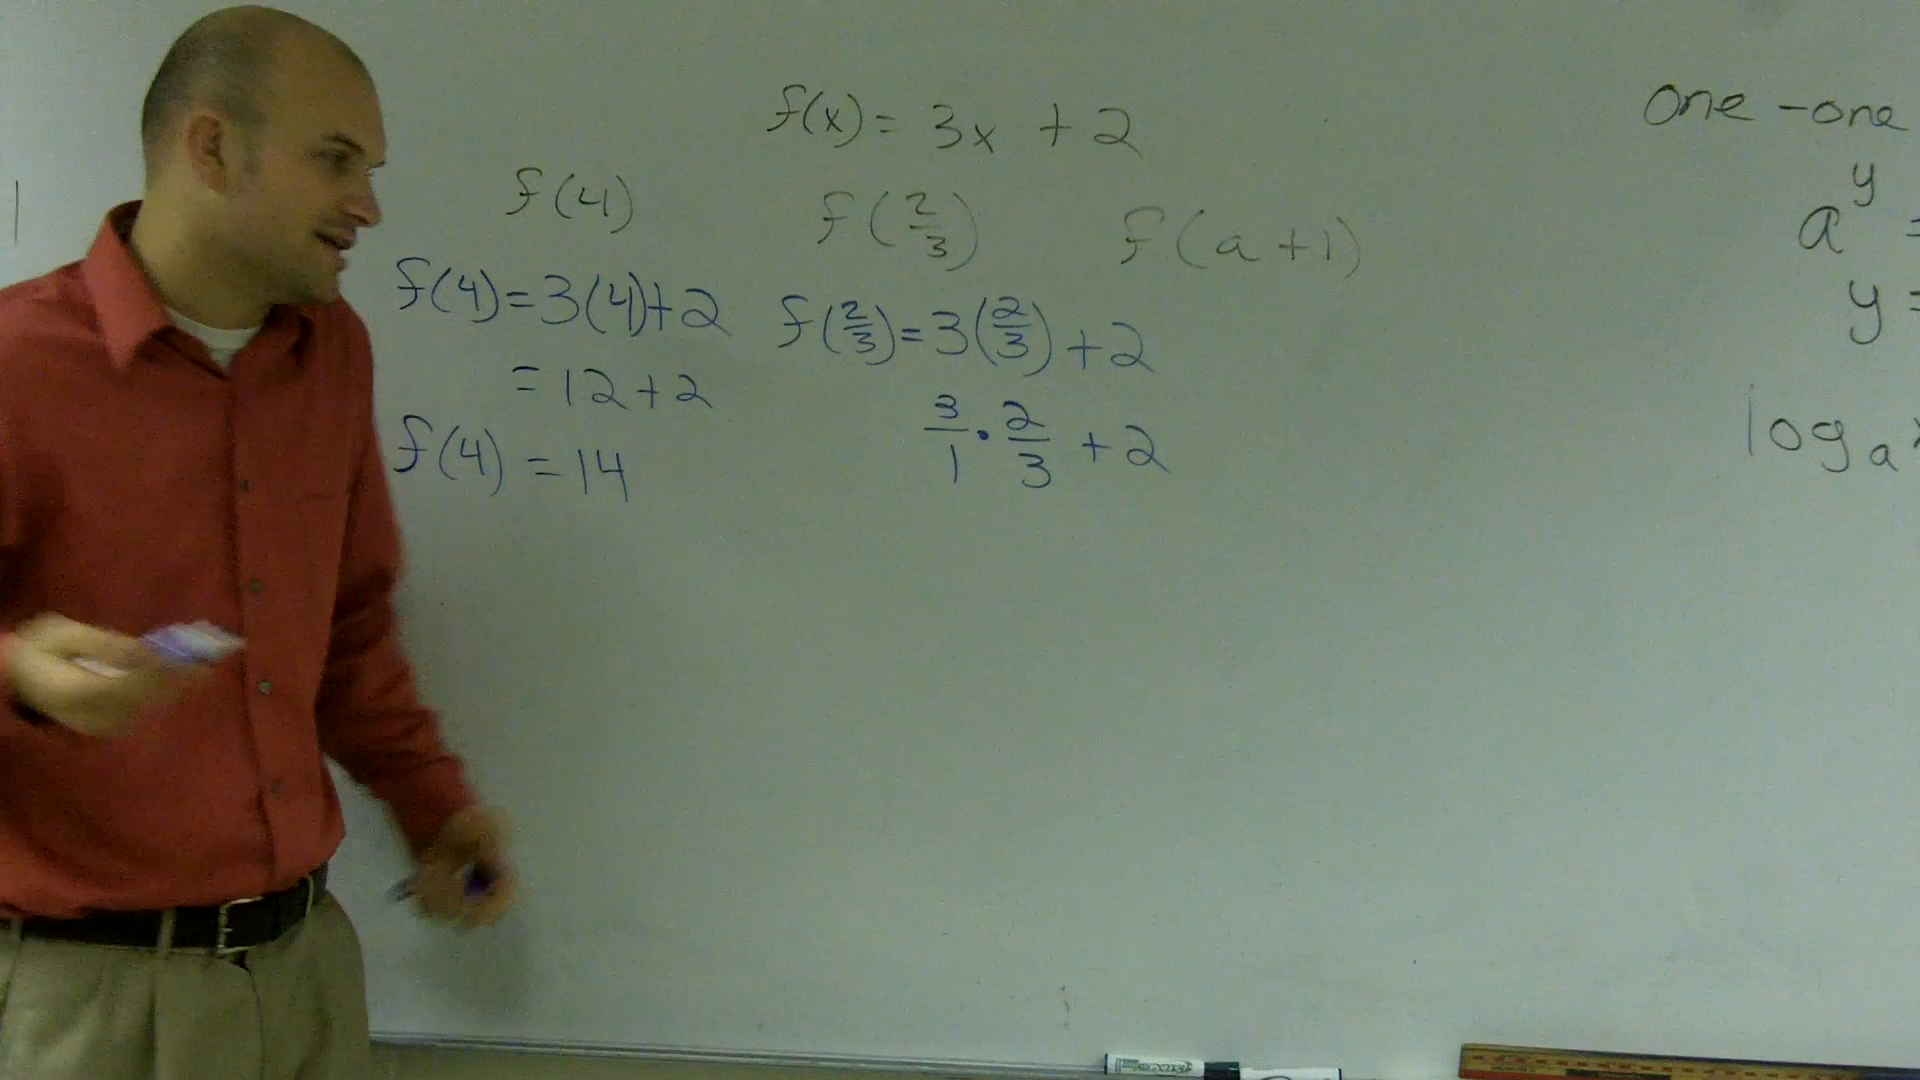 f(x) = 3x + 2
f(4) f(2/3) f(a+1)
f(4)=3(4)+2
= 12+2
f(4) = 14
f(2/3)=3(2/3)+2
3/1 · 2/3 + 2
one-one
a^y =
y =
log_a x